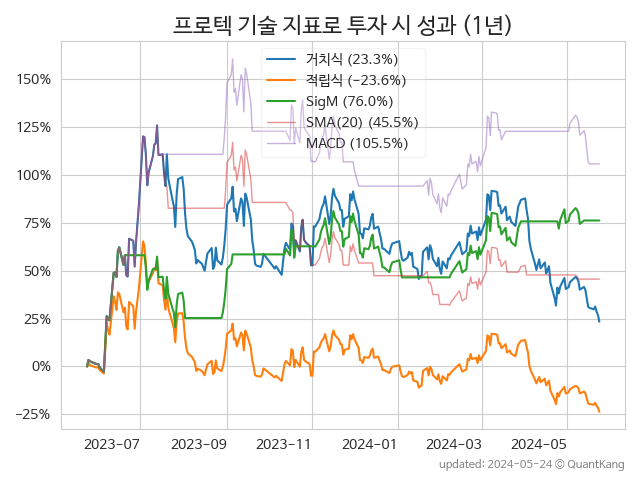 프로텍 기술 지표로 투자 시 성과 (1년)
거치식 (23.3%)
적립식 (−23.6%)
SigM (76.0%)
SMA(20) (45.5%)
MACD (105.5%)
150%
125%
100%
75%
50%
25%
0%
−25%
2023-07 2023-09 2023-11 2024-01 2024-03 2024-05
updated: 2024-05-24 © QuantKang